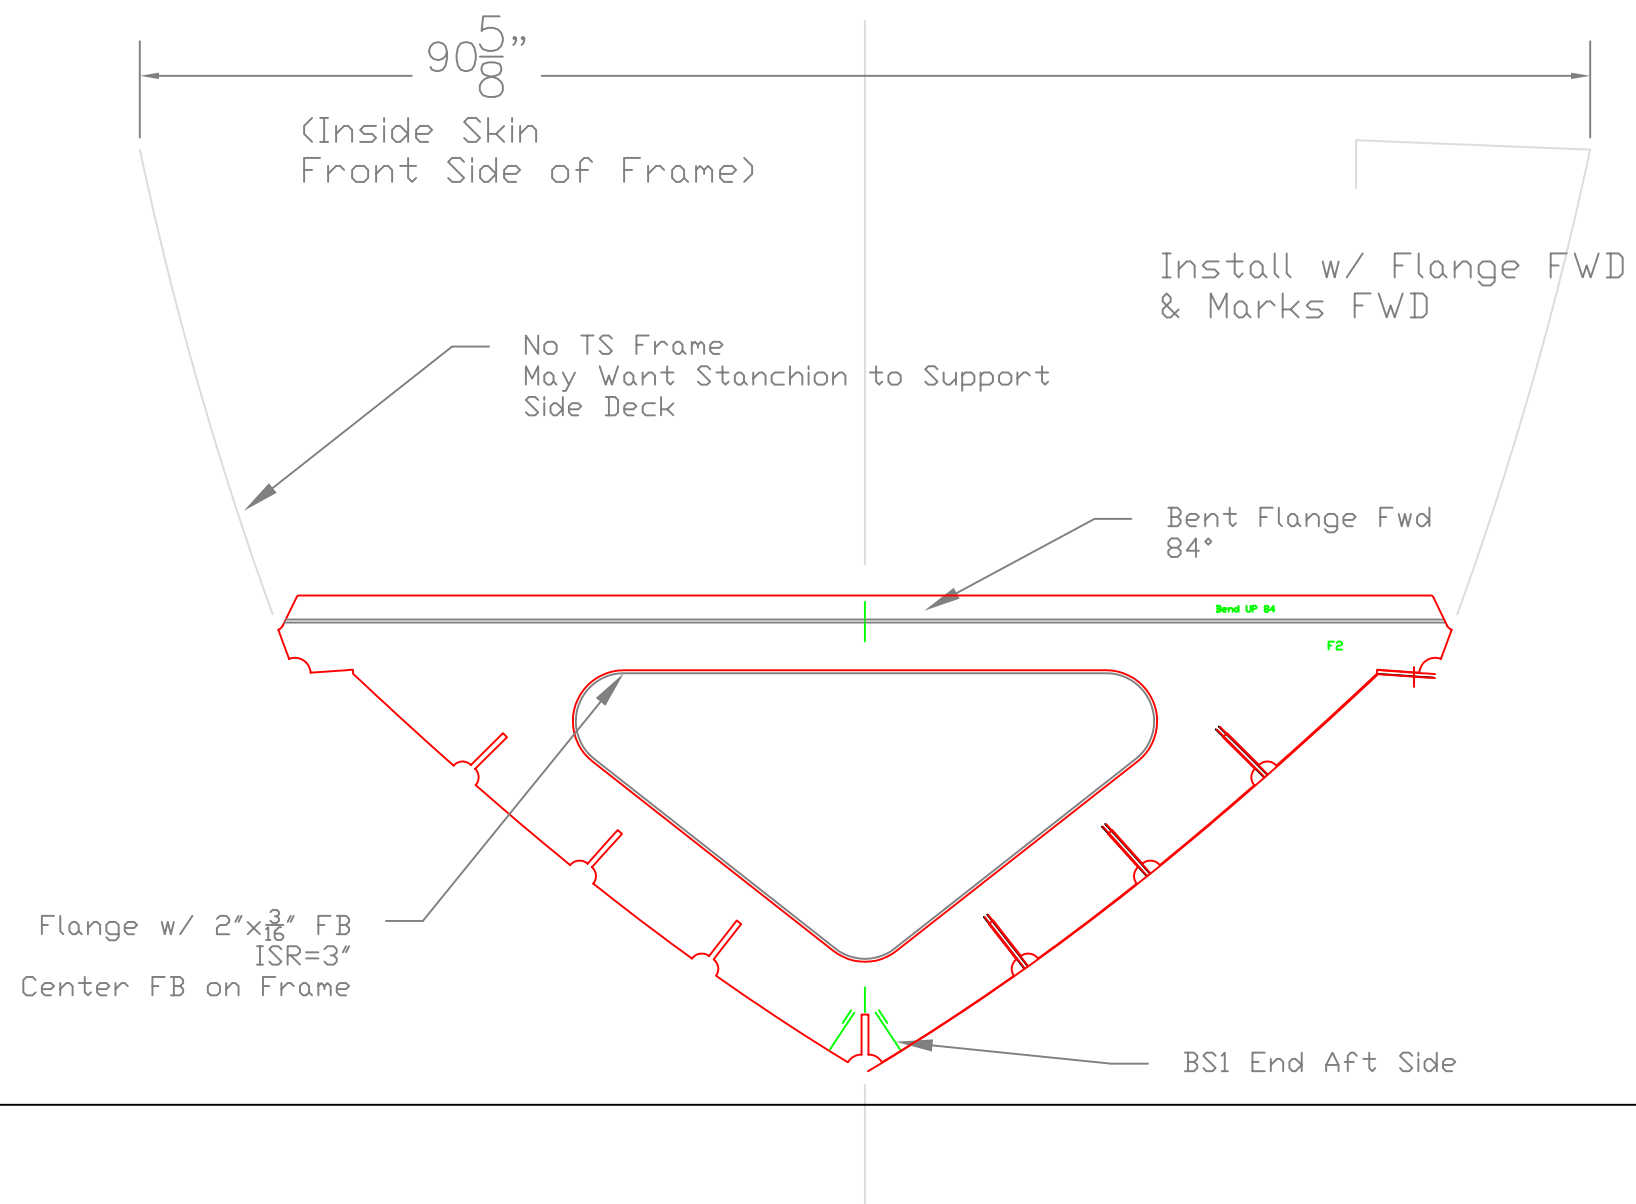 90 5/8”
(Inside Skin
Front Side of Frame)
Install w/ Flange FWD
& Marks FWD
No TS Frame
May Want Stanchion to Support
Side Deck
Bent Flange Fwd
84°
Bend UP 84
F2
Flange w/ 2"x3/16" FB
ISR=3"
Center FB on Frame
BS1 End Aft Side